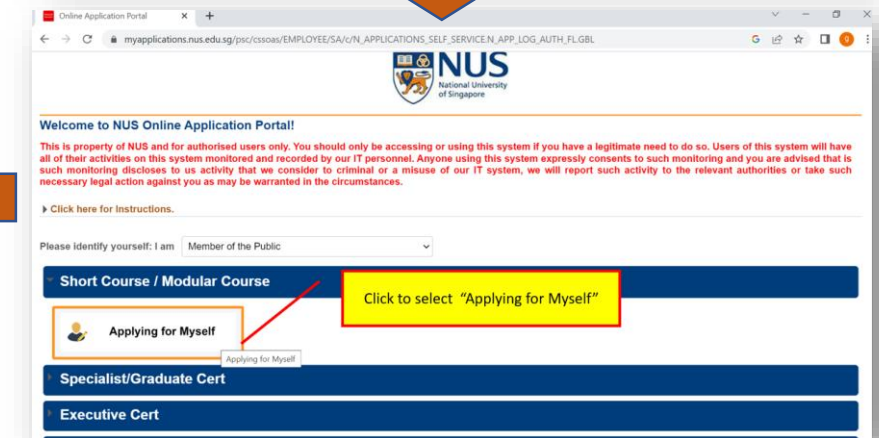 Online Application Portal
myapplications.nus.edu.sg/psc/cssoas/EMPLOYEE/SA/c/N_APPLICATIONS_SELF_SERVICE.N_APP_LOG_AUTH_FL.GBL
NUS
National University
of Singapore
Welcome to NUS Online Application Portal!
This is property of NUS and for authorised users only. You should only be accessing or using this system if you have a legitimate need to do so. Users of this system will have
all of their activities on this system monitored and recorded by our IT personnel. Anyone using this system expressly consents to such monitoring and you are advised that is
such monitoring discloses to us activity that we consider to criminal or a misuse of our IT system, we will report such activity to the relevant authorities or take such
necessary legal action against you as may be warranted in the circumstances.
Click here for Instructions.
Please identify yourself: I am Member of the Public
Short Course / Modular Course
Click to select "Applying for Myself"
Applying for Myself
Applying for Myself
Specialist/Graduate Cert
Executive Cert